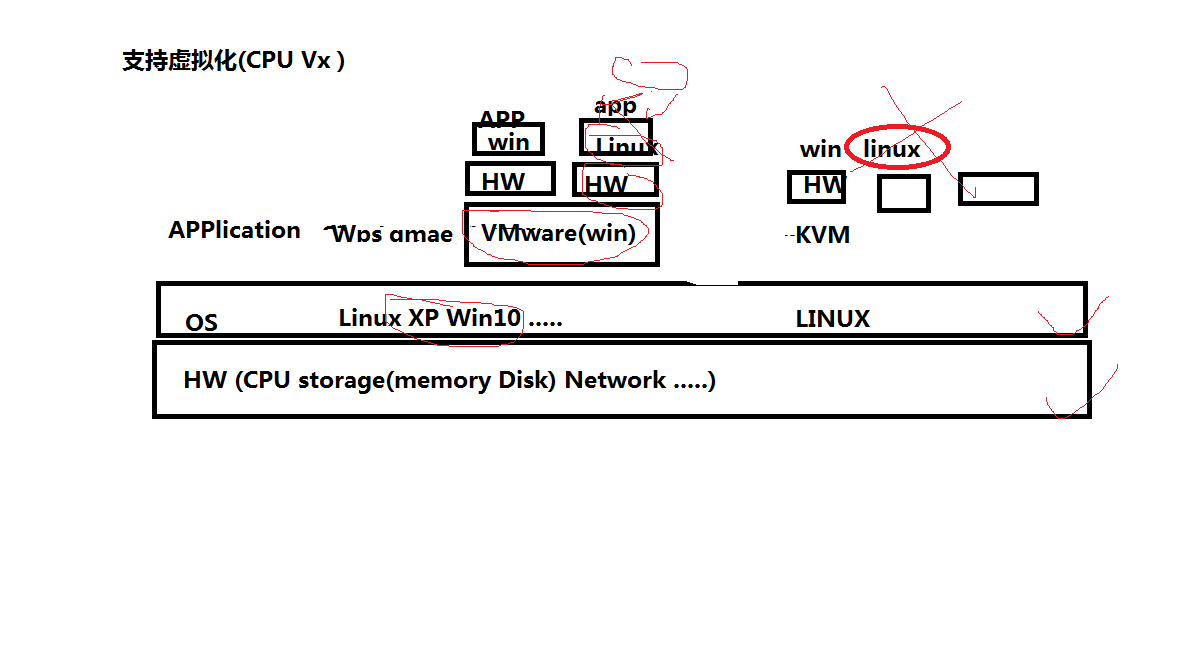 支持虚拟化(CPU Vx )
app
APP
win
Linux
win linux
HW
HW
HW
APPlication
Wps gmae
VMware(win)
--KVM
OS
Linux XP Win10 .....
LINUX
HW (CPU storage(memory Disk) Network .....)